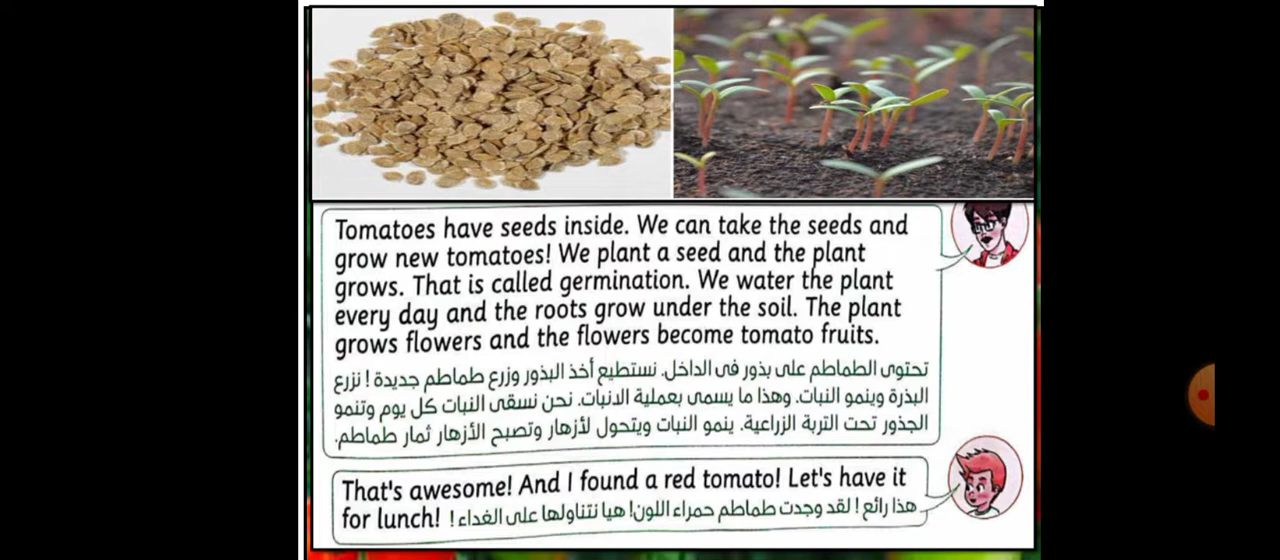 Tomatoes have seeds inside. We can take the seeds and
grow new tomatoes! We plant a seed and the plant
grows. That is called germination. We water the plant
every day and the roots grow under the soil. The plant
grows flowers and the flowers become tomato fruits.
تحتوى الطماطم على بذور فى الداخل. نستطيع أخذ البذور وزرع طماطم جديدة ! نزرع
البذرة وينمو النبات. وهذا ما يسمى بعملية الانبات. نحن نسقى النبات كل يوم وتنمو
الجذور تحت التربة الزراعية. ينمو النبات ويتحول لأزهار وتصبح الأزهار ثمار طماطم.
That's awesome! And I found a red tomato! Let's have it
for lunch! هذا رائع ! لقد وجدت طماطم حمراء اللون! هيا نتناولها على الغداء !